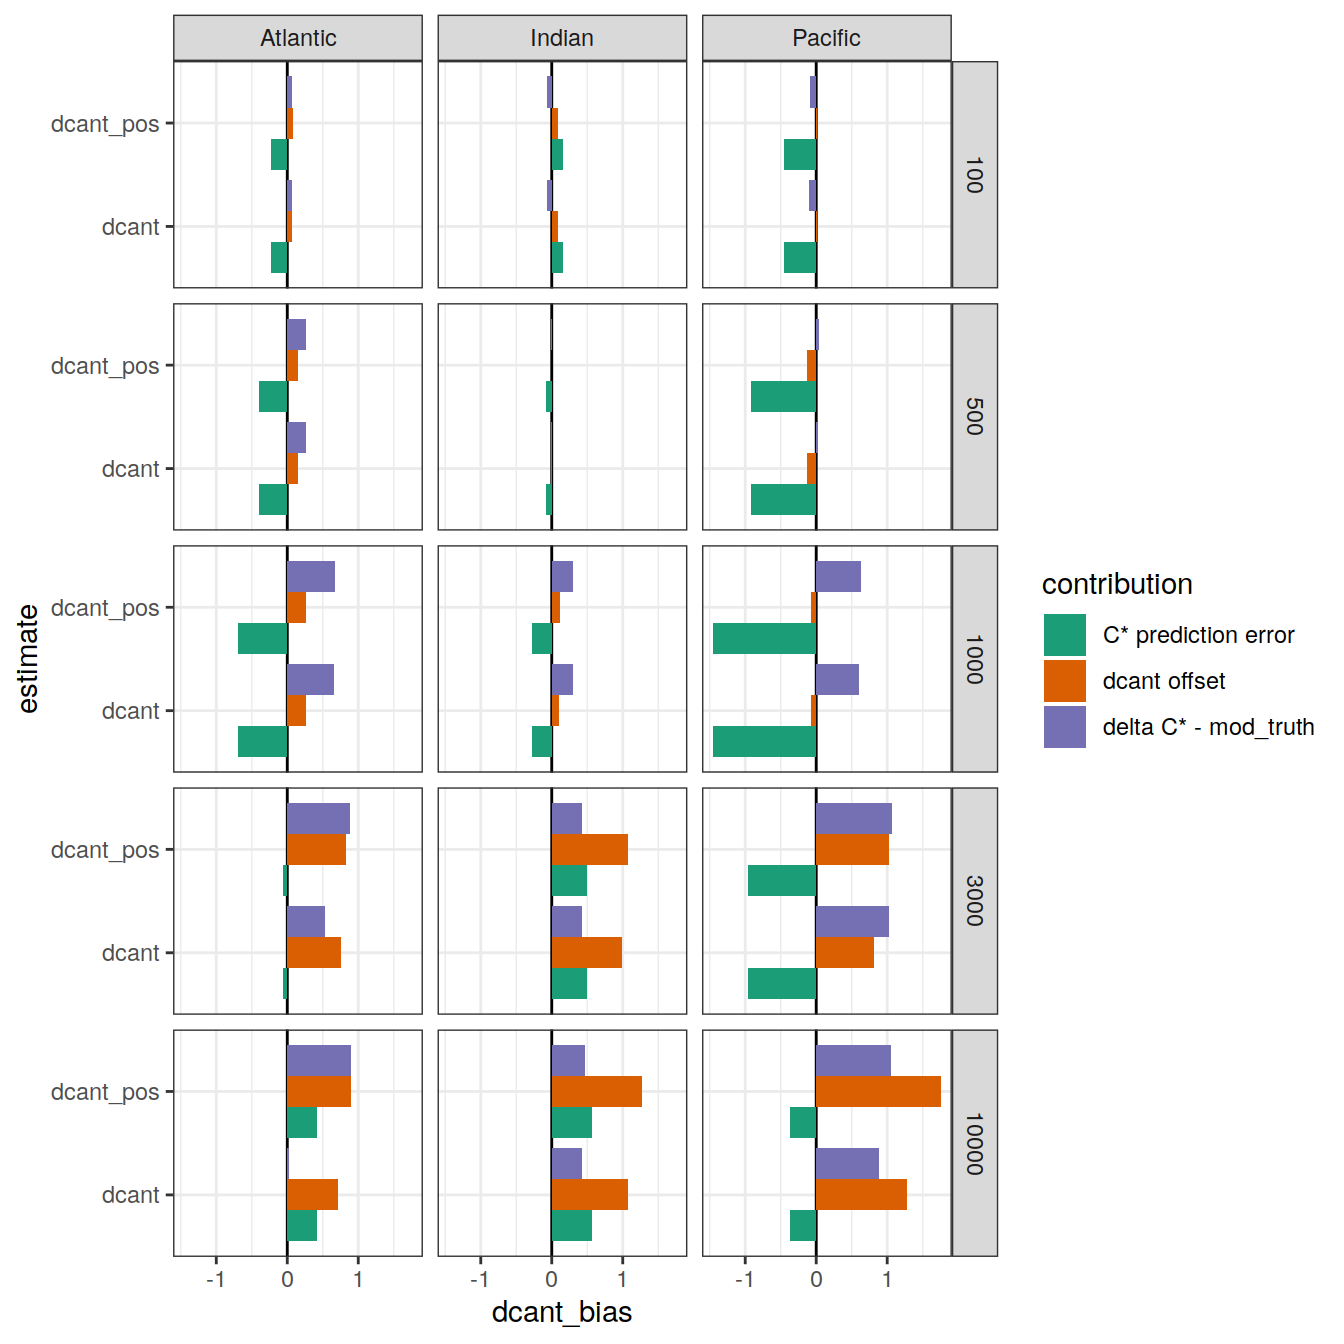 Atlantic
Indian
Pacific
dcant_pos
dcant
100
dcant_pos
dcant
500
dcant_pos
dcant
1000
dcant_pos
dcant
3000
dcant_pos
dcant
10000
estimate
-1 0 1
-1 0 1
-1 0 1
dcant_bias
contribution
C* prediction error
dcant offset
delta C* - mod_truth